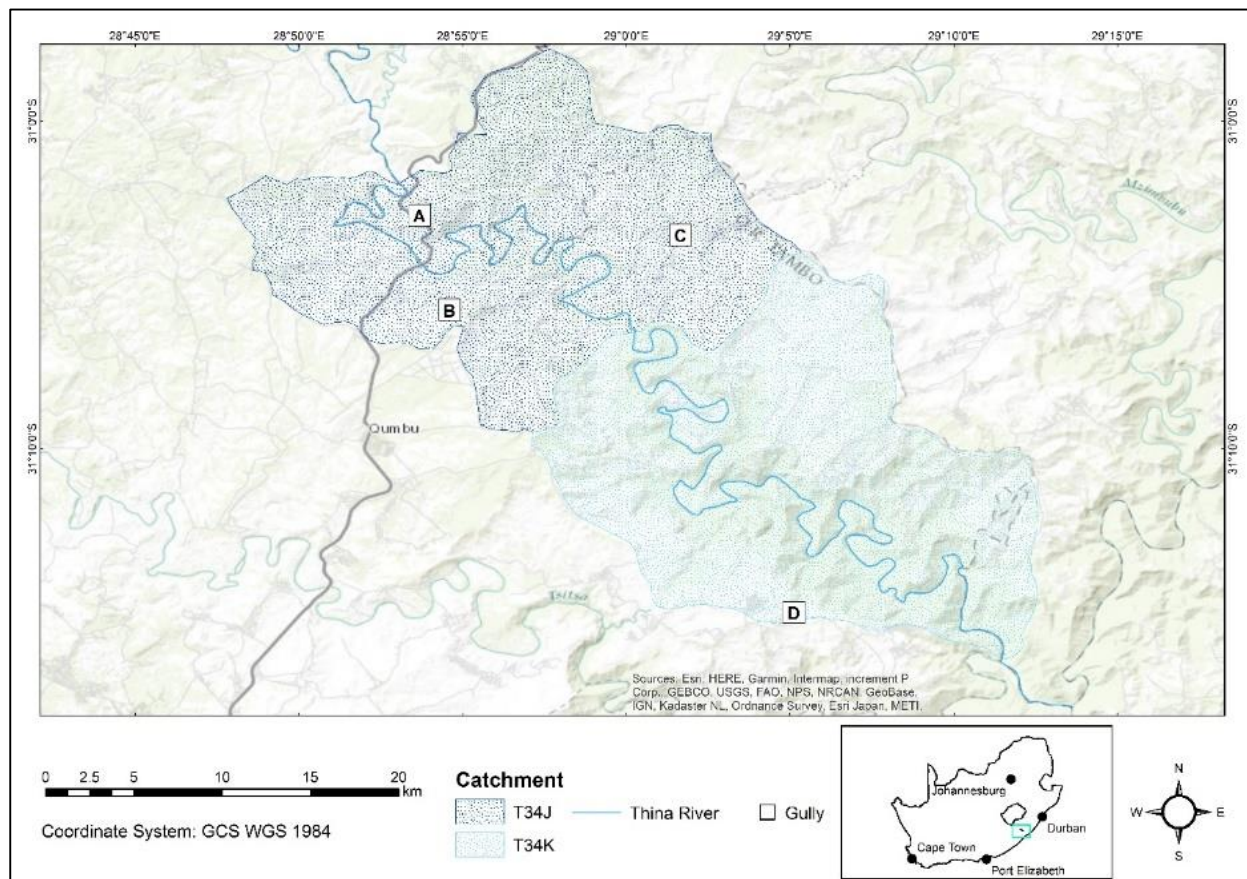 28°45'0"E 28°50'0"E 28°55'0"E 29°0'0"E 29°5'0"E 29°10'0"E 29°15'0"E
31°0'0"S 31°0'0"S
Mzimbubu
A
C
O.R. TAMBO
B
Qumbu
31°10'0"S 31°10'0"S
Tsitsa
D
Sources: Esri, HERE, Garmin, Intermap, increment P
Corp., GEBCO, USGS, FAO, NPS, NRCAN, GeoBase,
IGN, Kadaster NL, Ordnance Survey, Esri Japan, METI,
0 2.5 5 10 15 20
km
Coordinate System: GCS WGS 1984
Catchment
T34J Thina River Gully
T34K
Johannesburg
Durban
Cape Town
Port Elizabeth
N
W E
S